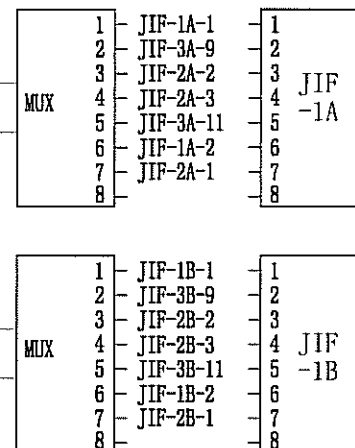 1 JIF-1A-1 1
2 JIF-3A-9 2
3 JIF-2A-2 3
MUX 4 JIF-2A-3 4 JIF
5 JIF-3A-11 5 -1A
6 JIF-1A-2 6
7 JIF-2A-1 7
8 8
1 JIF-1B-1 1
2 JIF-3B-9 2
3 JIF-2B-2 3
MUX 4 JIF-2B-3 4 JIF
5 JIF-3B-11 5 -1B
6 JIF-1B-2 6
7 JIF-2B-1 7
8 8